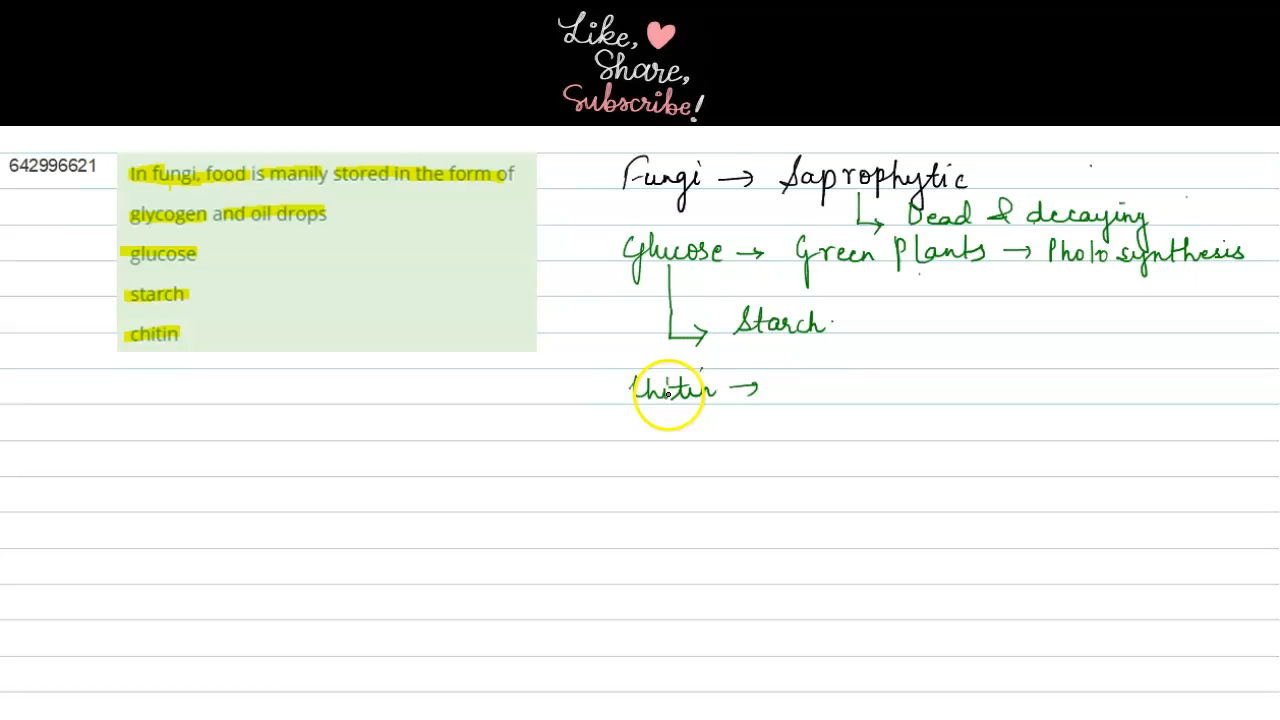 Like,
Share,
Subscribe!
642996621
In fungi, food is manily stored in the form of
glycogen and oil drops
glucose
starch
chitin
Fungi → Saprophytic
Dead & decaying
Glucose → Green Plants → Photosynthesis
Starch
Chitin →